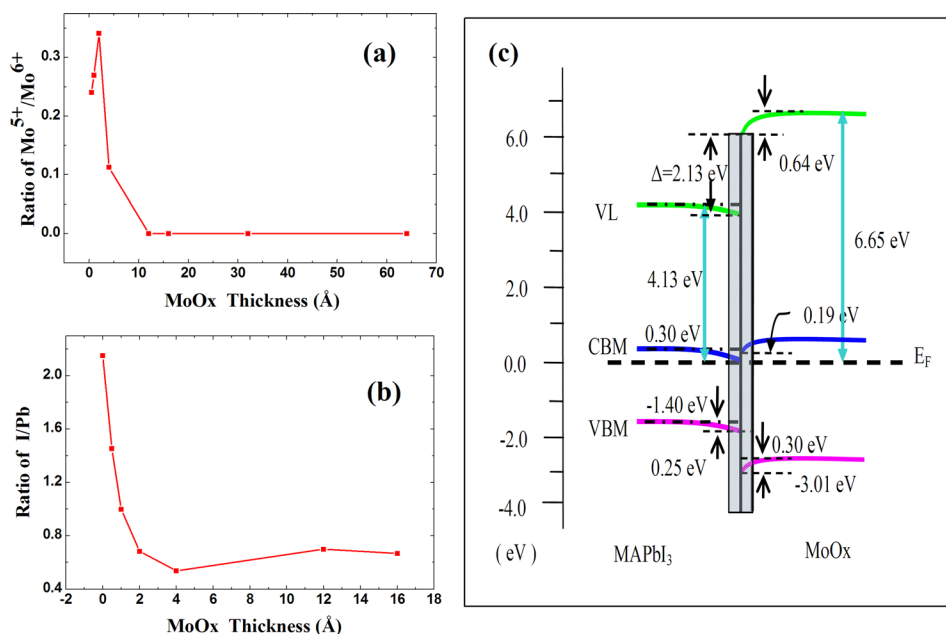 (a)
Ratio of Mo5+/Mo6+
0.3
0.2
0.1
0.0
0 10 20 30 40 50 60 70
MoOx Thickness (Å)
(b)
Ratio of I/Pb
2.0
1.6
1.2
0.8
0.4
-2 0 2 4 6 8 10 12 14 16 18
MoOx Thickness (Å)
(c)
6.0
4.0
2.0
0.0
-2.0
-4.0
( eV )
0.64 eV
Δ=2.13 eV
VL
6.65 eV
4.13 eV
0.19 eV
CBM
0.30 eV
EF
-1.40 eV
VBM
0.30 eV
0.25 eV
-3.01 eV
MAPbI3
MoOx